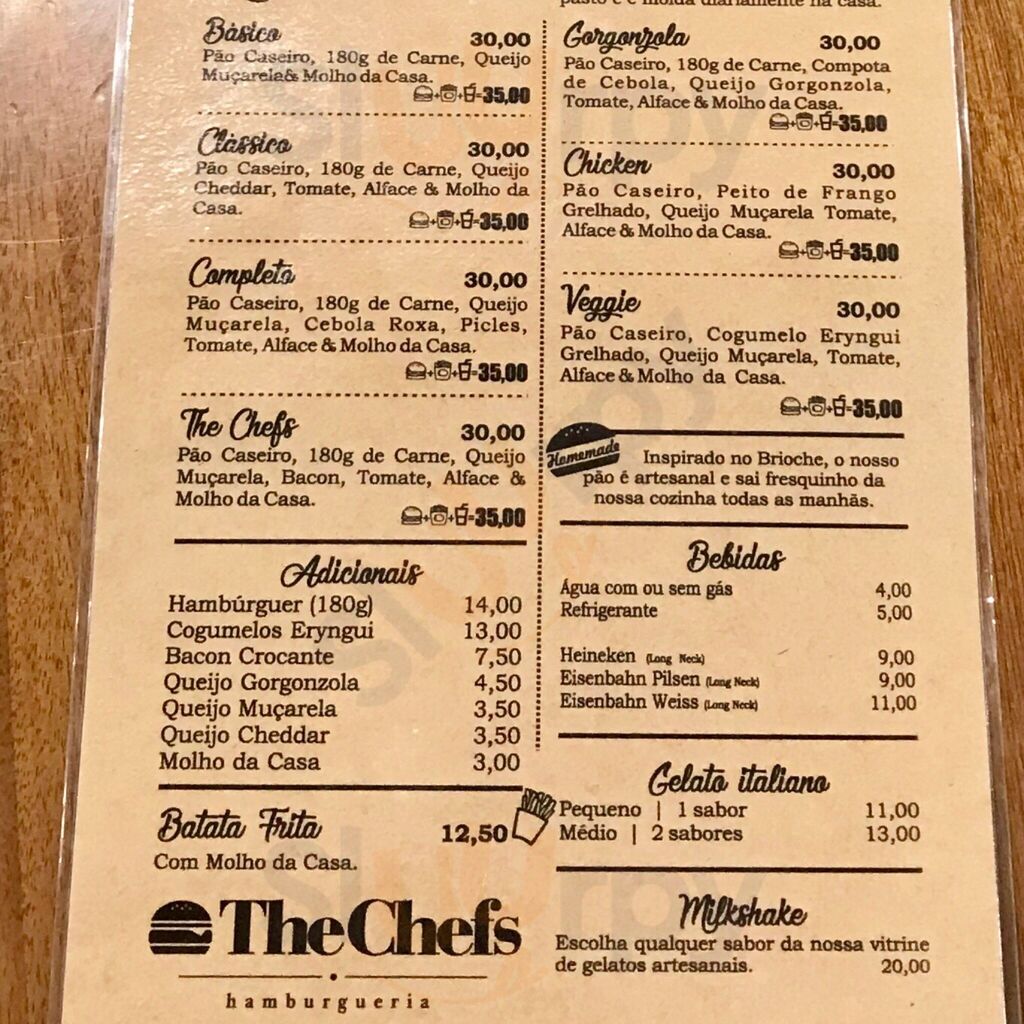 Básico 30,00
Pão Caseiro, 180g de Carne, Queijo
Muçarela& Molho da Casa.
++=35,00
Clássico 30,00
Pão Caseiro, 180g de Carne, Queijo
Cheddar, Tomate, Alface & Molho da
Casa.
++=35,00
Completo 30,00
Pão Caseiro, 180g de Carne, Queijo
Muçarela, Cebola Roxa, Picles,
Tomate, Alface & Molho da Casa.
++=35,00
The Chefs 30,00
Pão Caseiro, 180g de Carne, Queijo
Muçarela, Bacon, Tomate, Alface &
Molho da Casa.
++=35,00
Adicionais
Hambúrguer (180g) 14,00
Cogumelos Eryngui 13,00
Bacon Crocante 7,50
Queijo Gorgonzola 4,50
Queijo Muçarela 3,50
Queijo Cheddar 3,50
Molho da Casa 3,00
Batata Frita 12,50
Com Molho da Casa.
The Chefs
hamburgueria
pasto e é moída diariamente na casa.
Gorgonzola 30,00
Pão Caseiro, 180g de Carne, Compota
de Cebola, Queijo Gorgonzola,
Tomate, Alface & Molho da Casa.
++=35,00
Chicken 30,00
Pão Caseiro, Peito de Frango
Grelhado, Queijo Muçarela Tomate,
Alface & Molho da Casa.
++=35,00
Veggie 30,00
Pão Caseiro, Cogumelo Eryngui
Grelhado, Queijo Muçarela, Tomate,
Alface & Molho da Casa.
++=35,00
Homemade
Inspirado no Brioche, o nosso
pão é artesanal e sai fresquinho da
nossa cozinha todas as manhãs.
Bebidas
Água com ou sem gás 4,00
Refrigerante 5,00
Heineken (Long Neck) 9,00
Eisenbahn Pilsen (Long Neck) 9,00
Eisenbahn Weiss (Long Neck) 11,00
Gelato italiano
Pequeno | 1 sabor 11,00
Médio | 2 sabores 13,00
Milkshake
Escolha qualquer sabor da nossa vitrine
de gelatos artesanais. 20,00